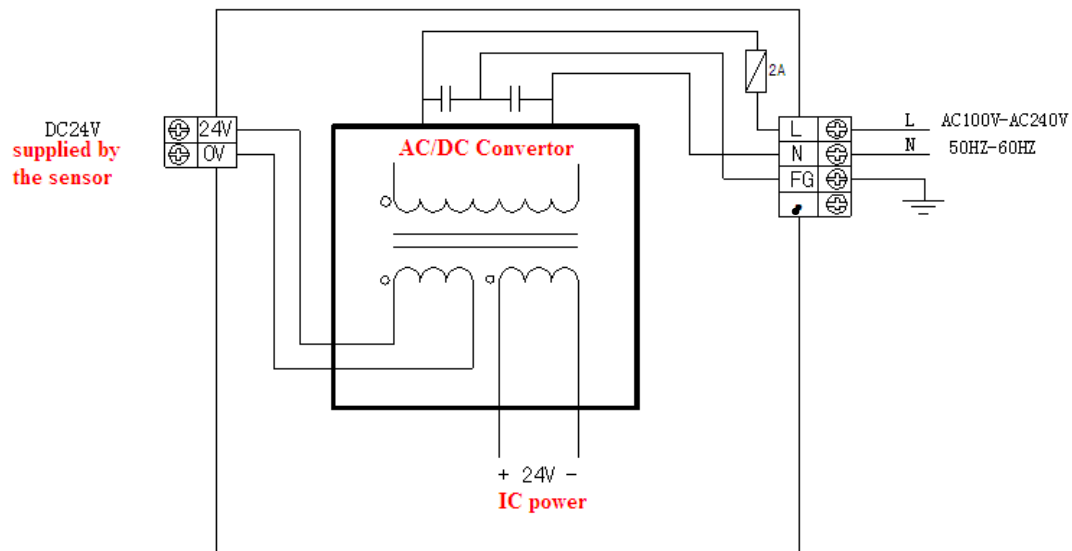 2A
DC24V
supplied by
the sensor
24V
0V
AC/DC Convertor
L
N
FG
L AC100V-AC240V
N 50HZ-60HZ
+ 24V -
IC power